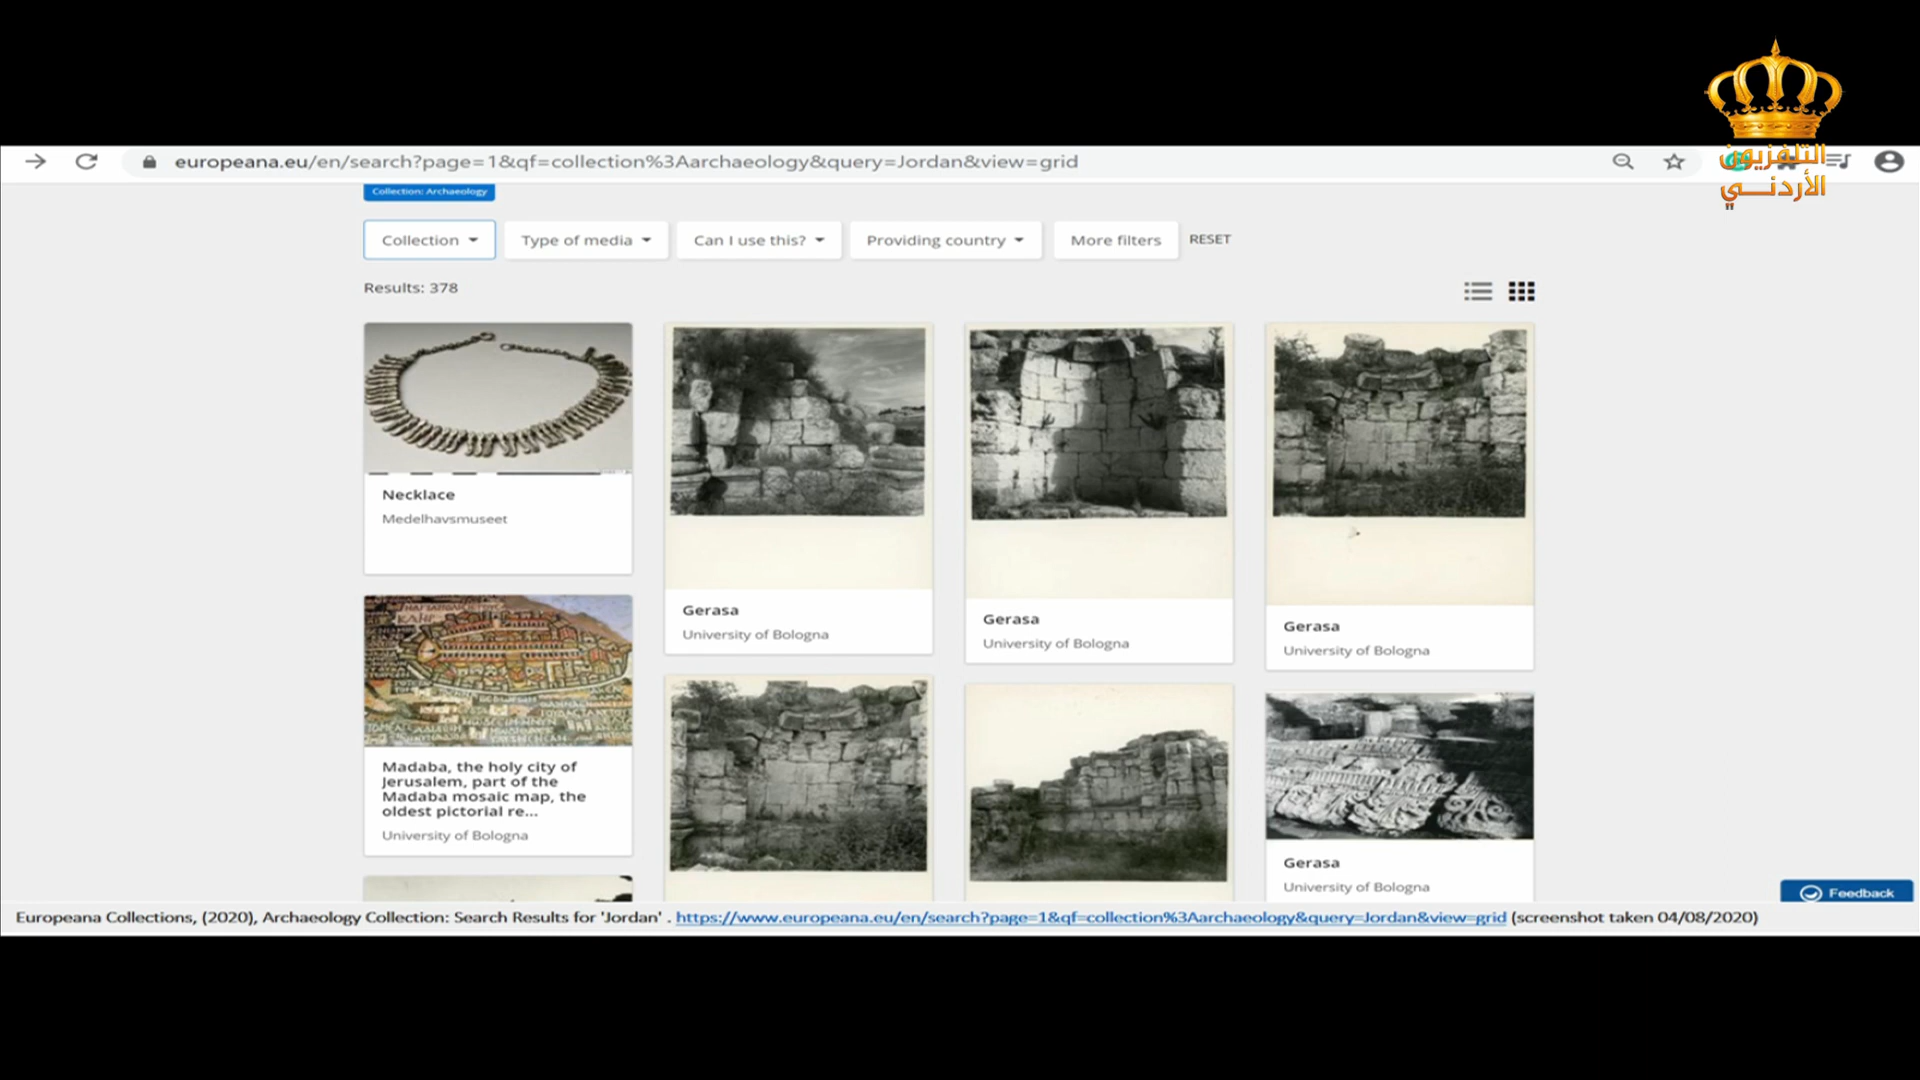 التلفزيون
الأردني
europeana.eu/en/search?page=1&qf=collection%3Aarchaeology&query=Jordan&view=grid
Collection: Archaeology
Collection
Type of media
Can I use this?
Providing country
More filters
RESET
Results: 378
Necklace
Medelhavsmuseet
Gerasa
University of Bologna
Gerasa
University of Bologna
Gerasa
University of Bologna
Madaba, the holy city of
Jerusalem, part of the
Madaba mosaic map, the
oldest pictorial re...
University of Bologna
Gerasa
University of Bologna
Feedback
Europeana Collections, (2020), Archaeology Collection: Search Results for 'Jordan' . https://www.europeana.eu/en/search?page=1&qf=collection%3Aarchaeology&query=Jordan&view=grid (screenshot taken 04/08/2020)